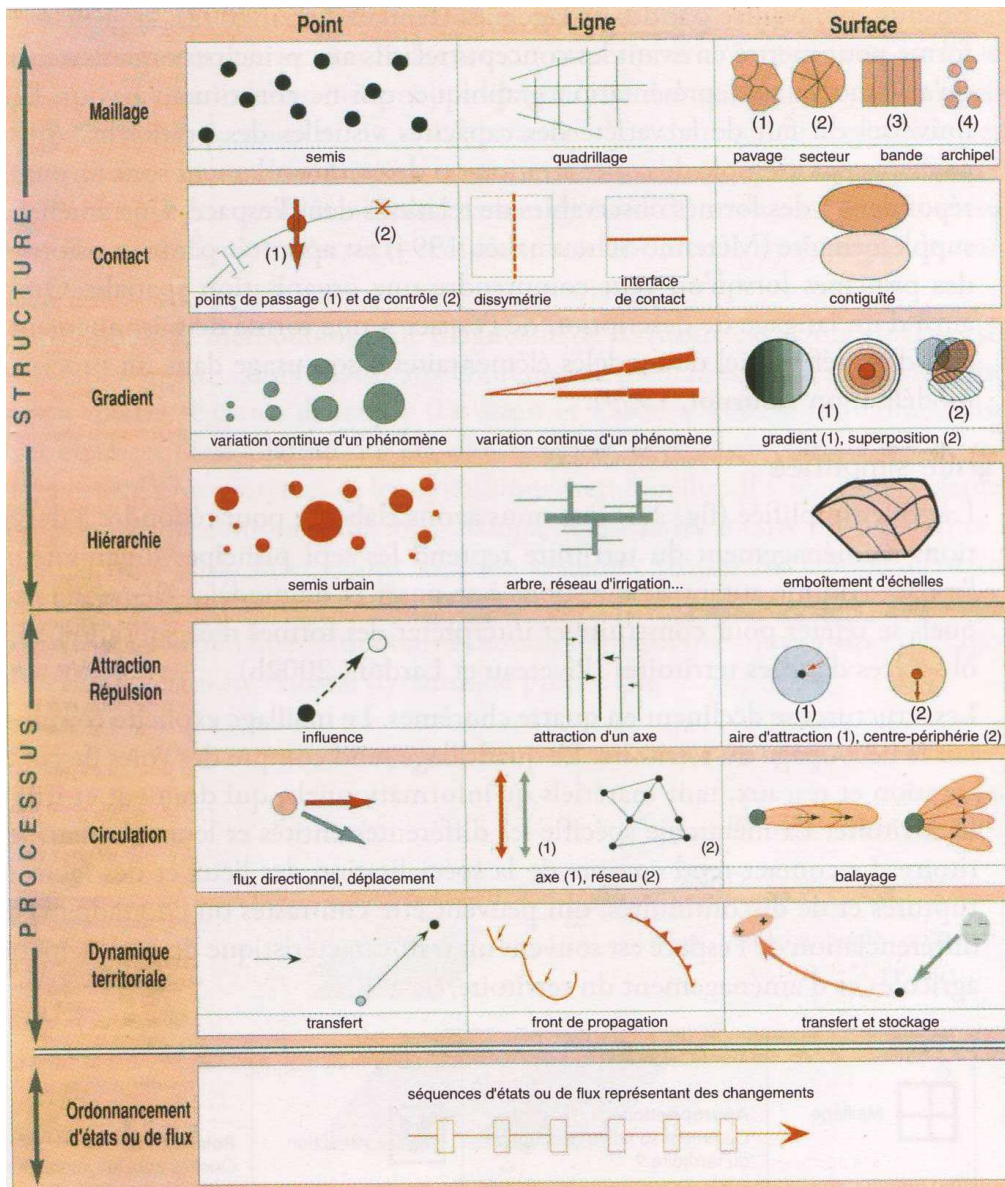 Point Ligne Surface
STRUCTURE
Maillage
(1) (2) (3) (4)
semis quadrillage pavage secteur bande archipel
Contact
(1) (2)
points de passage (1) et de contrôle (2) dissymétrie interface
de contact contiguïté
Gradient
(1) (2)
variation continue d'un phénomène variation continue d'un phénomène gradient (1), superposition (2)
Hiérarchie
semis urbain arbre, réseau d'irrigation... emboîtement d'échelles
PROCESSUS
Attraction
Répulsion
(1) (2)
influence attraction d'un axe aire d'attraction (1), centre-périphérie (2)
Circulation
(1) (2)
flux directionnel, déplacement axe (1), réseau (2) balayage
Dynamique
territoriale
+ + − −
transfert front de propagation transfert et stockage
Ordonnancement
d'états ou de flux
séquences d'états ou de flux représentant des changements